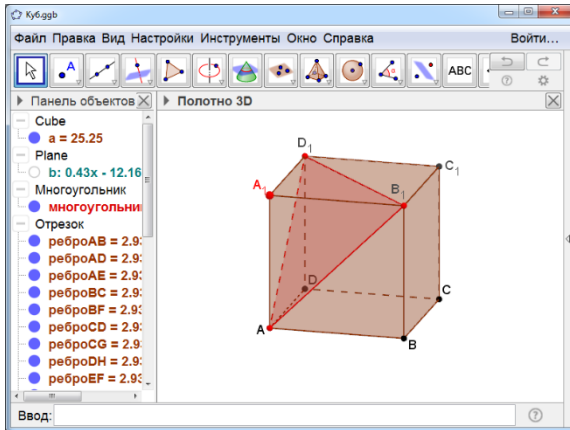 Куб.ggb
Файл Правка Вид Настройки Инструменты Окно Справка Войти...
A ABC
Панель объектов Полотно 3D
Cube
a = 25.25
Plane
b: 0.43x - 12.16
Многоугольник
многоугольни
Отрезок
реброAB = 2.93
реброAD = 2.93
реброAE = 2.93
реброBC = 2.93
реброBF = 2.93
реброCD = 2.93
реброCG = 2.93
реброDH = 2.93
реброEF = 2.93
D₁
C₁
A₁
B₁
D
C
A
B
Ввод: